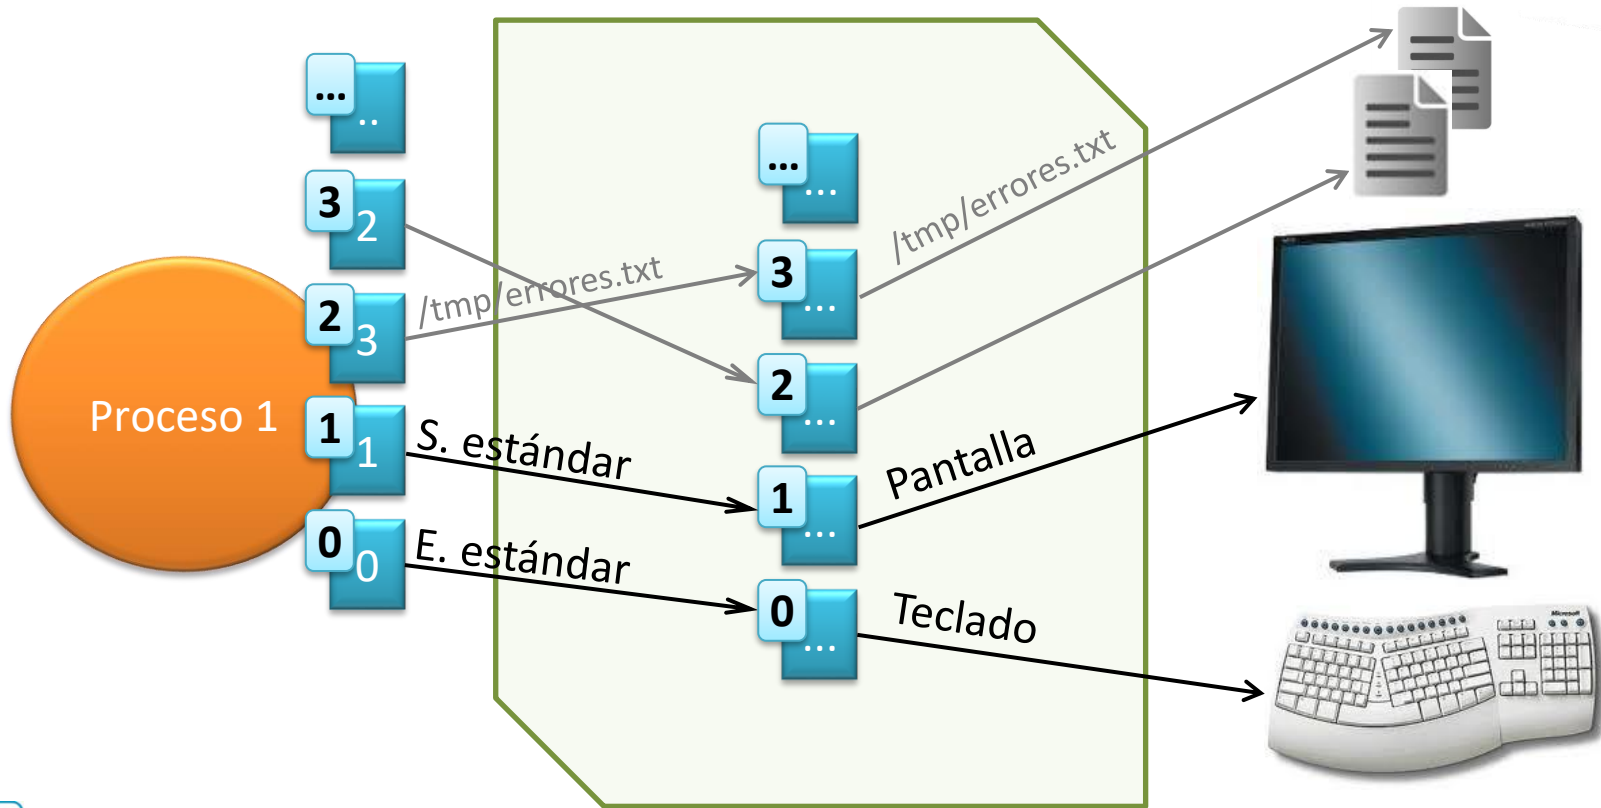 ...
..
3
2
2
3
Proceso 1
1
1
0
0
/tmp/errores.txt
S. estándar
E. estándar
...
...
3
...
2
...
1
...
0
...
/tmp/errores.txt
Pantalla
Teclado
Microsoft